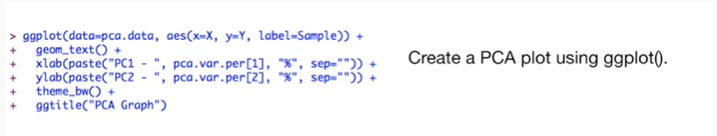 > ggplot(data=pca.data, aes(x=X, y=Y, label=Sample)) +
+   geom_text() +
+   xlab(paste("PC1 - ", pca.var.per[1], "%", sep="")) +
+   ylab(paste("PC2 - ", pca.var.per[2], "%", sep="")) +
+   theme_bw() +
+   ggtitle("PCA Graph")
Create a PCA plot using ggplot().